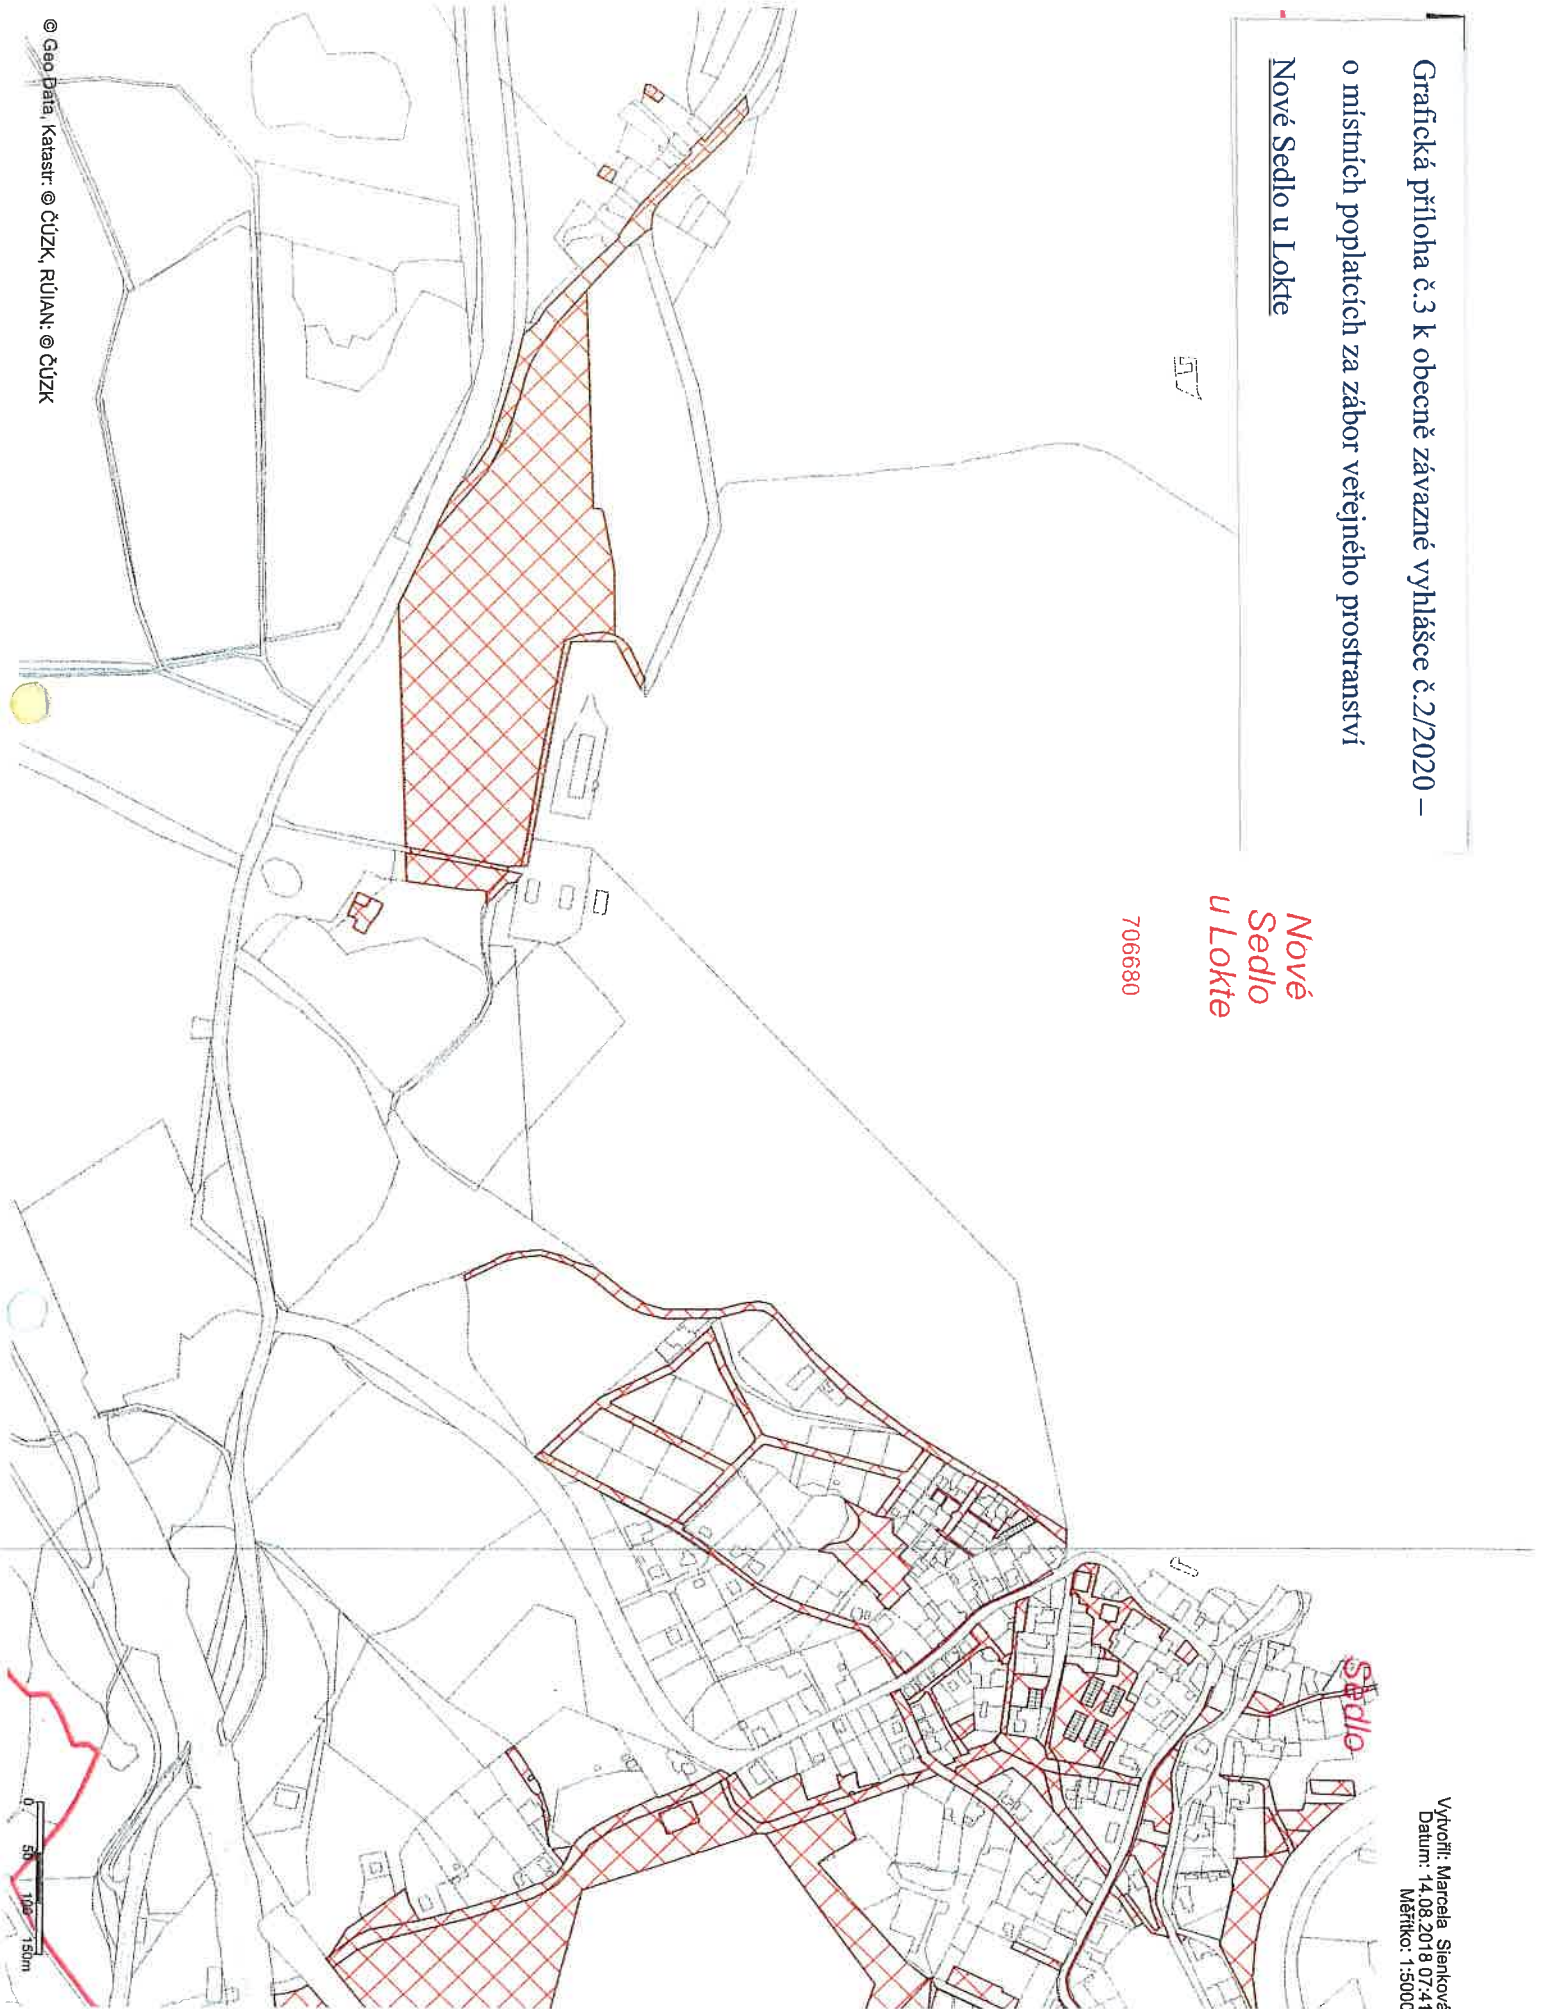 Grafická příloha č.3 k obecně závazné vyhlášce č.2/2020 –
o místních poplatcích za zábor veřejného prostranství
Nové Sedlo u Lokte
Vytvořil: Marcela Slenková
Datum: 14.08.2018 07:41
Měřítko: 1:5000
Nové
Sedlo
u Lokte
706680
Sedlo
© Geo Data, Katastr: © ČÚZK, RÚIAN: © ČÚZK
0 50 100 150m